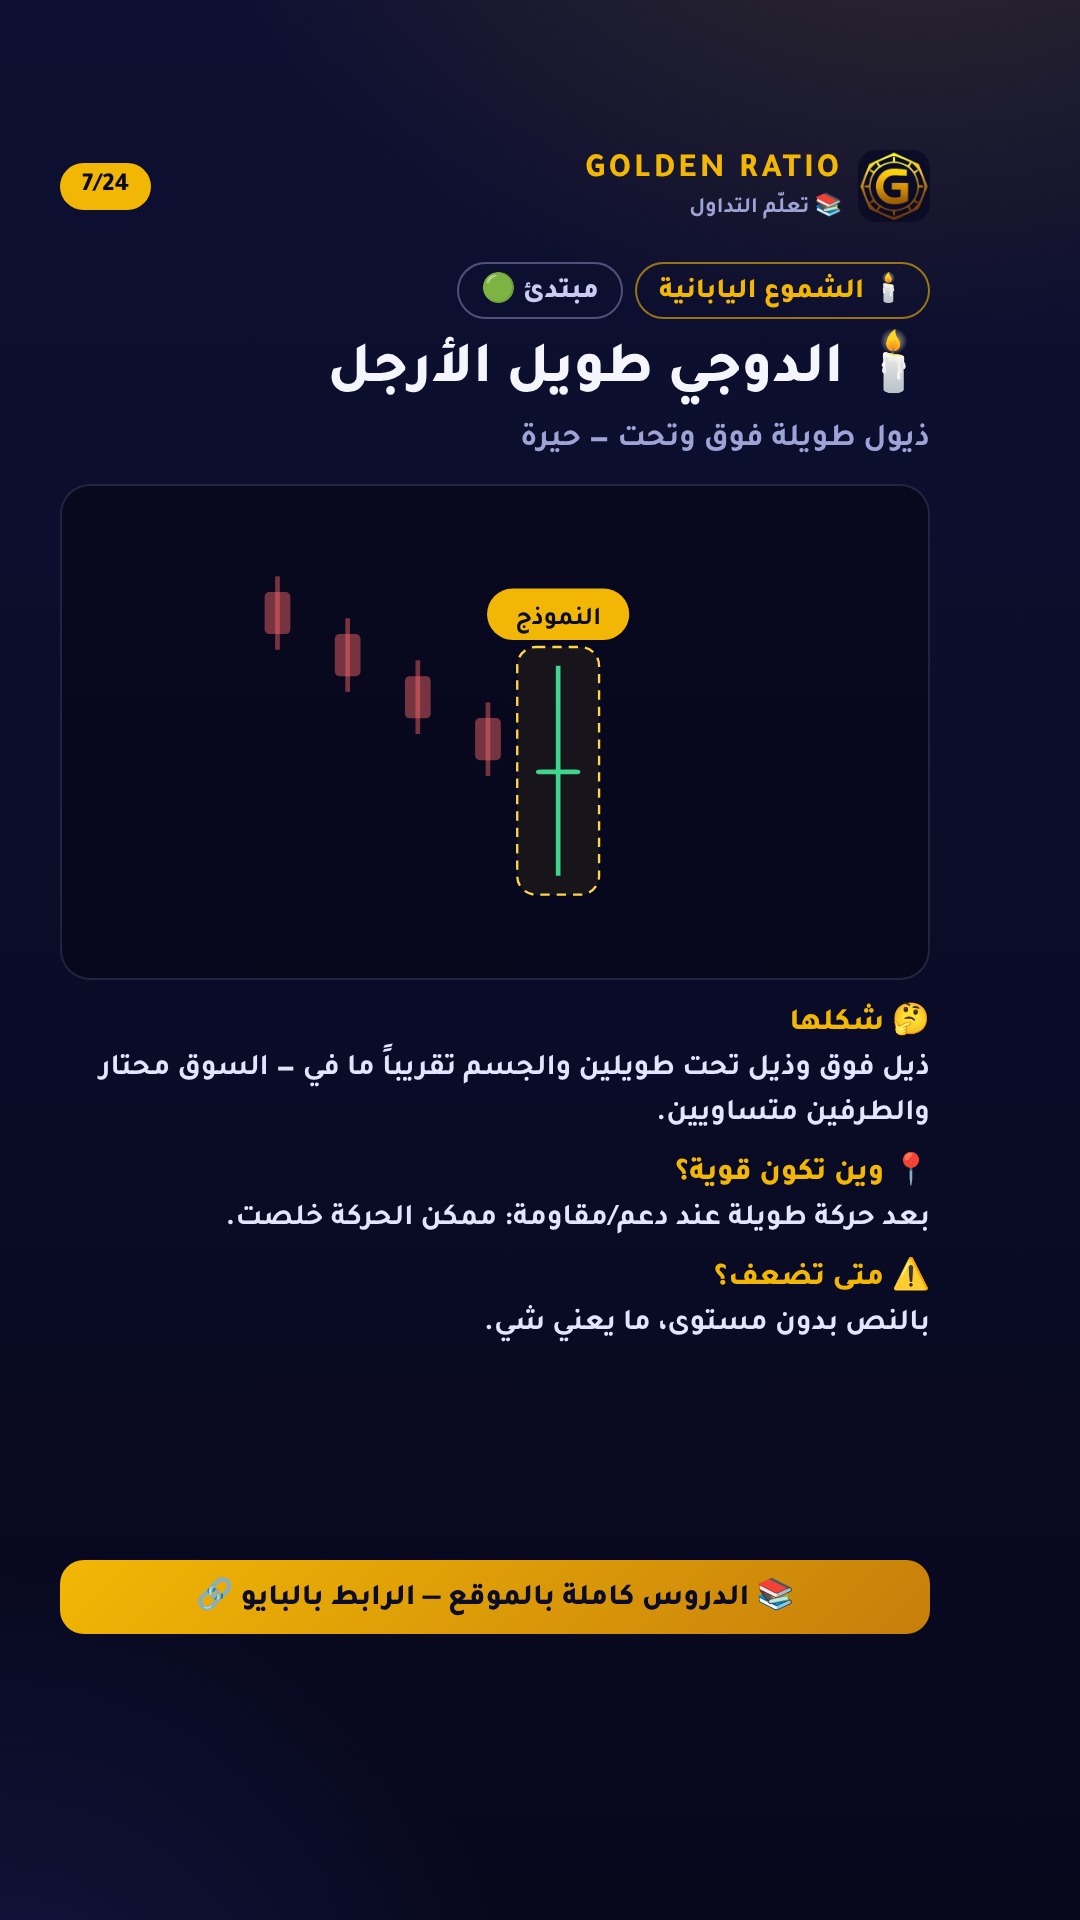 GOLDEN RATIO
📚 تعلّم التداول
7/24
🕯️ الشموع اليابانية
مبتدئ 🟢
🕯️ الدوجي طويل الأرجل
ذيول طويلة فوق وتحت – حيرة
النموذج
🤔 شكلها
ذيل فوق وذيل تحت طويلين والجسم تقريباً ما في – السوق محتار
والطرفين متساويين.
📍 وين تكون قوية؟
بعد حركة طويلة عند دعم/مقاومة: ممكن الحركة خلصت.
⚠️ متى تضعف؟
بالنص بدون مستوى، ما يعني شي.
📚 الدروس كاملة بالموقع – الرابط بالبايو 🔗